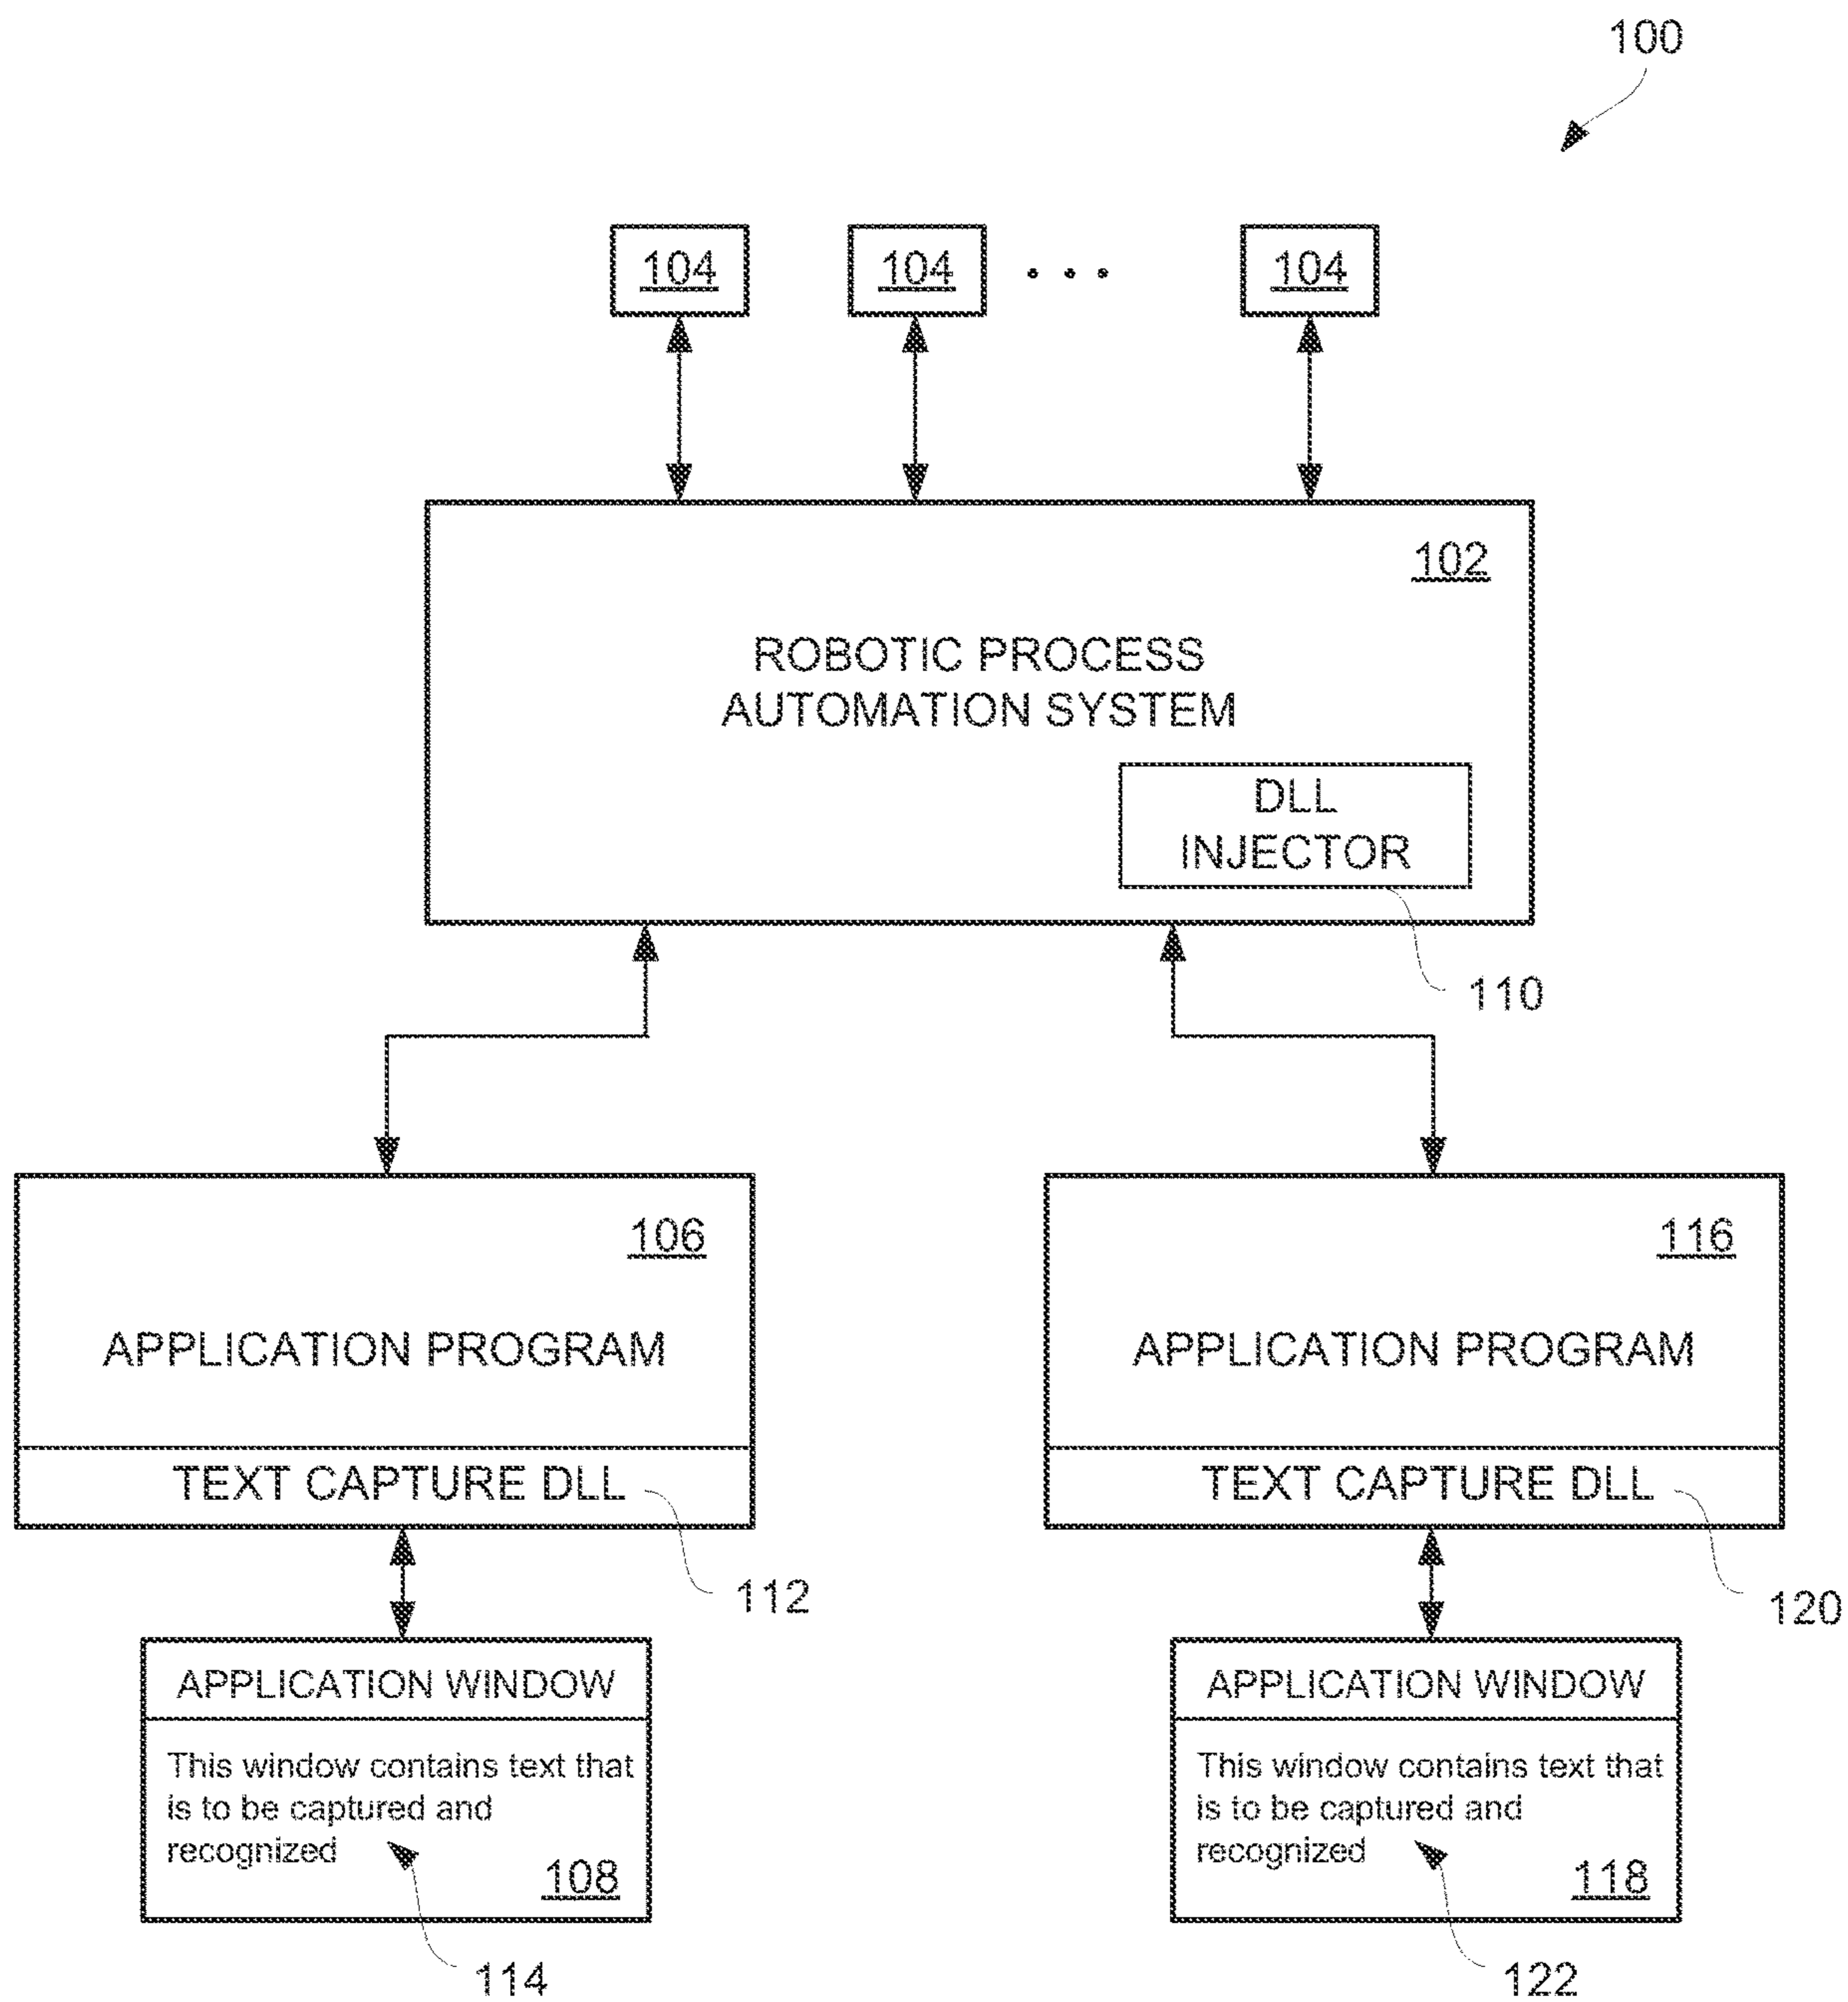 100
104 104 • • • 104
102
ROBOTIC PROCESS
AUTOMATION SYSTEM
DLL
INJECTOR
110
106
APPLICATION PROGRAM
TEXT CAPTURE DLL
112
APPLICATION WINDOW
This window contains text that
is to be captured and
recognized
108
114
116
APPLICATION PROGRAM
TEXT CAPTURE DLL
120
APPLICATION WINDOW
This window contains text that
is to be captured and
recognized
118
122